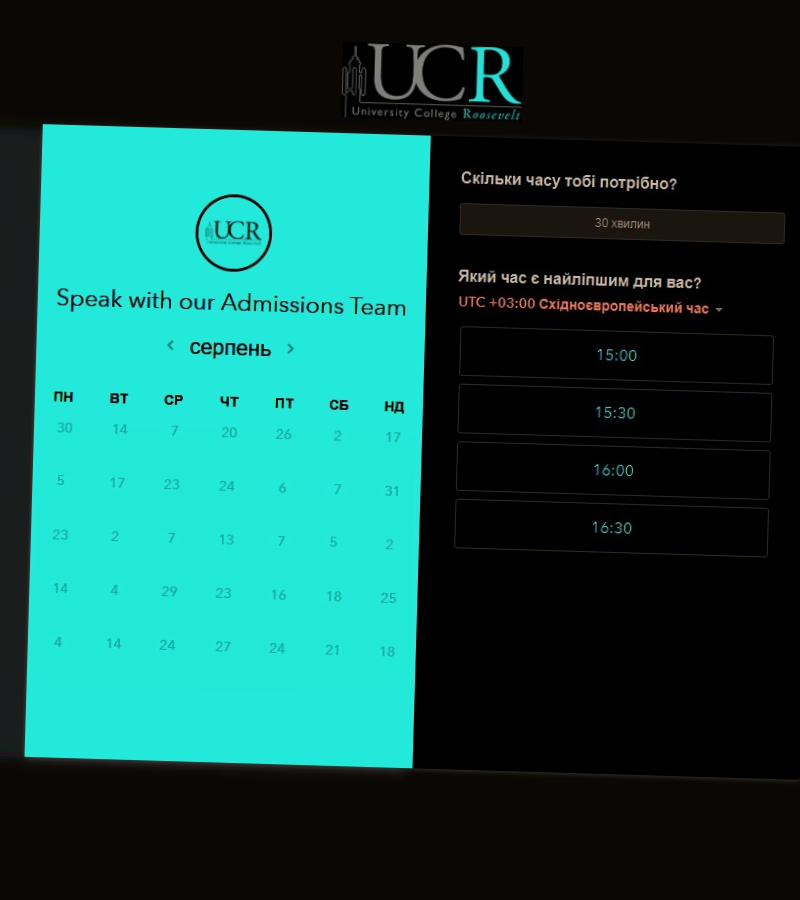 UCR
University College Roosevelt
UCR
Speak with our Admissions Team
серпень
ПН ВТ СР ЧТ ПТ СБ НД
30 14 7 20 26 2 17
5 17 23 24 6 7 31
23 2 7 13 7 5 2
14 4 29 23 16 18 25
4 14 24 27 24 21 18
Скільки часу тобі потрібно?
30 хвилин
Який час є найліпшим для вас?
UTC +03:00 Східноєвропейський час
15:00
15:30
16:00
16:30